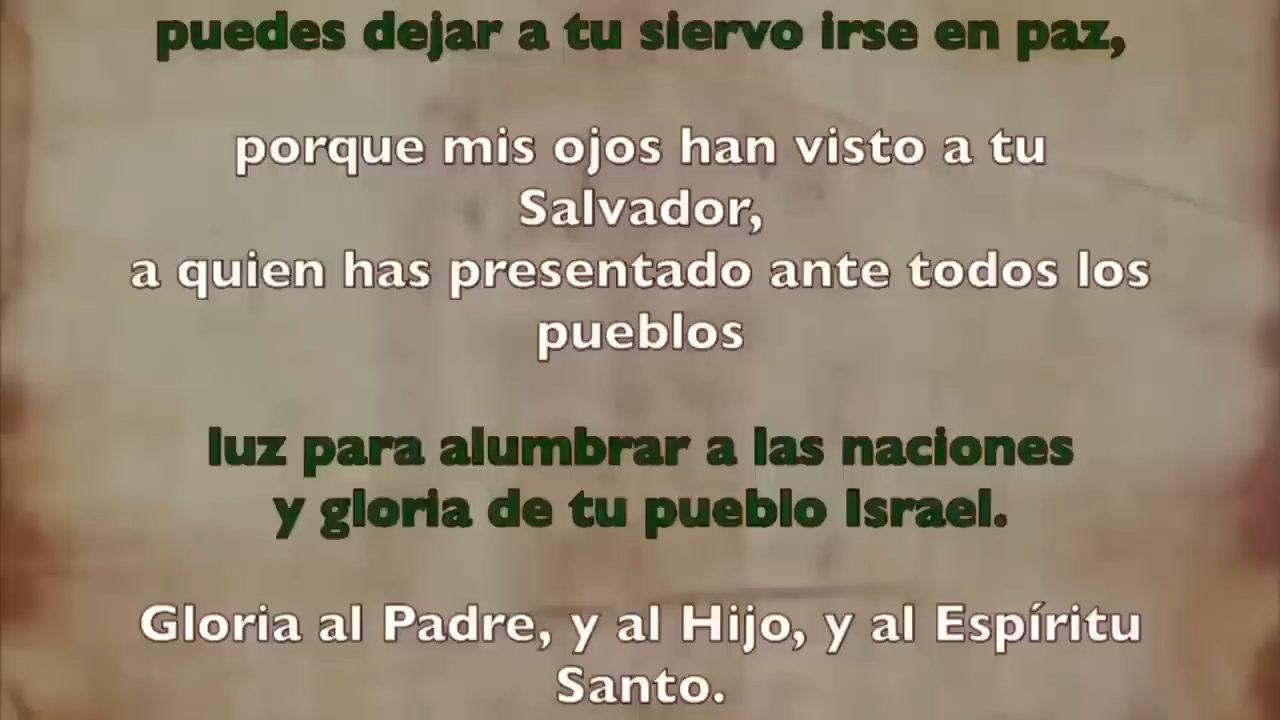 puedes dejar a tu siervo irse en paz,
porque mis ojos han visto a tu
Salvador,
a quien has presentado ante todos los
pueblos
luz para alumbrar a las naciones
y gloria de tu pueblo Israel.
Gloria al Padre, y al Hijo, y al Espíritu
Santo.